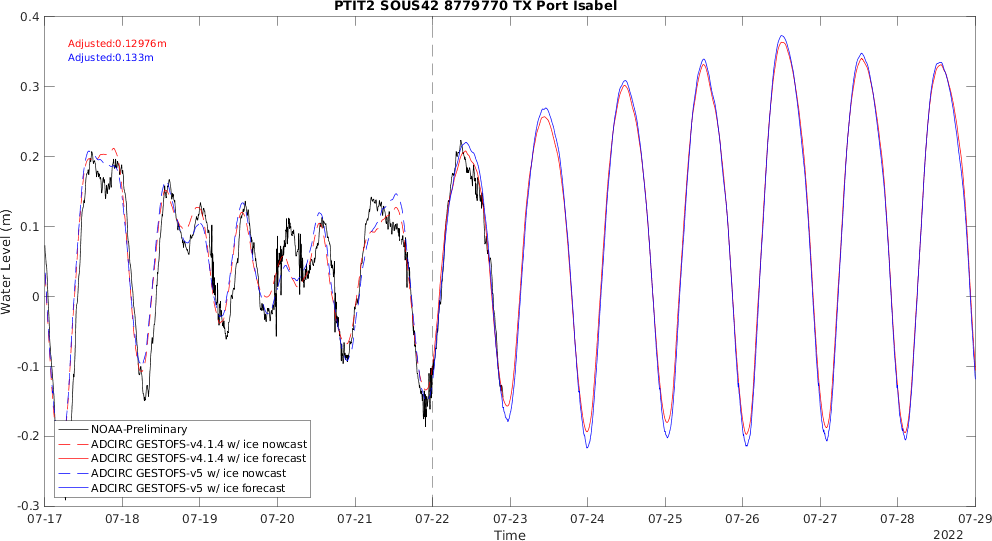 PTIT2 SOUS42 8779770 TX Port Isabel
Adjusted:0.12976m
Adjusted:0.133m
Water Level (m)
0.4
0.3
0.2
0.1
0
-0.1
-0.2
-0.3
NOAA-Preliminary
ADCIRC GESTOFS-v4.1.4 w/ ice nowcast
ADCIRC GESTOFS-v4.1.4 w/ ice forecast
ADCIRC GESTOFS-v5 w/ ice nowcast
ADCIRC GESTOFS-v5 w/ ice forecast
07-17 07-18 07-19 07-20 07-21 07-22 07-23 07-24 07-25 07-26 07-27 07-28 07-29
Time
2022